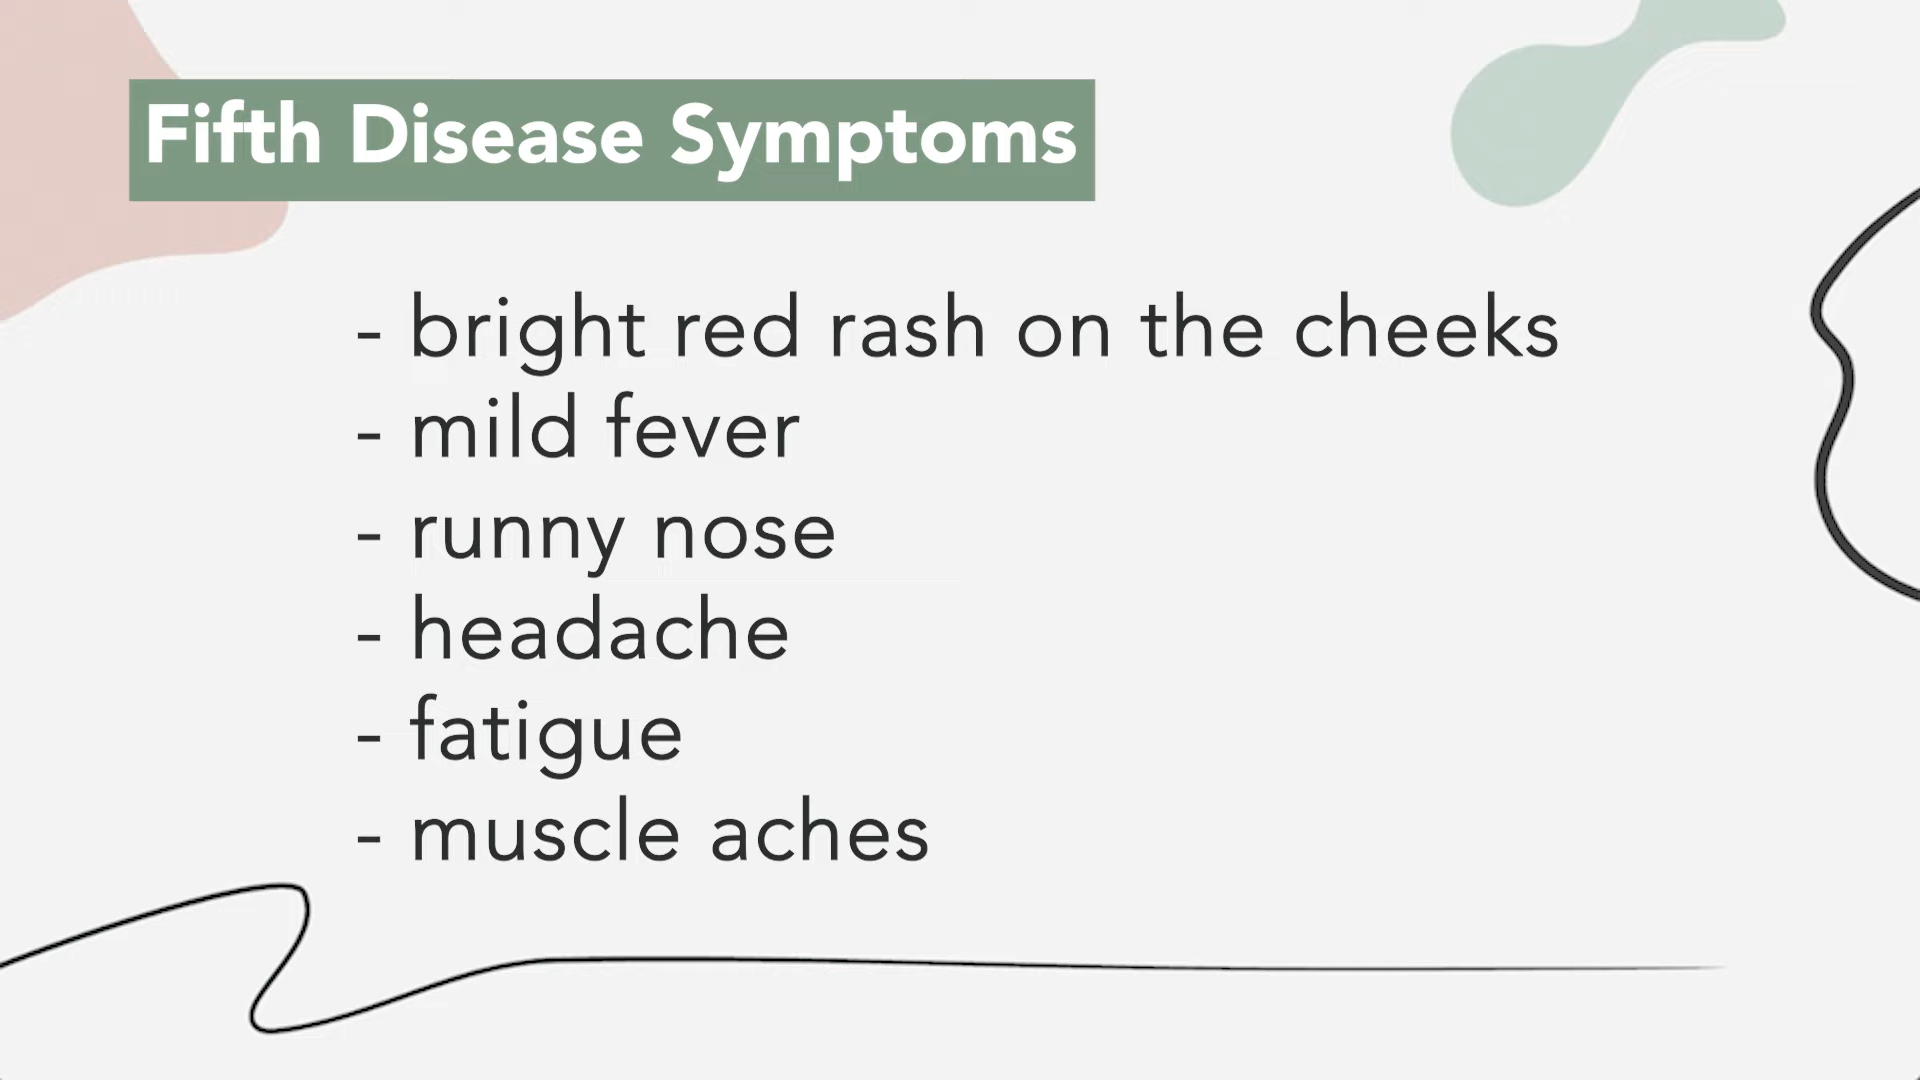 Fifth Disease Symptoms
- bright red rash on the cheeks
- mild fever
- runny nose
- headache
- fatigue
- muscle aches